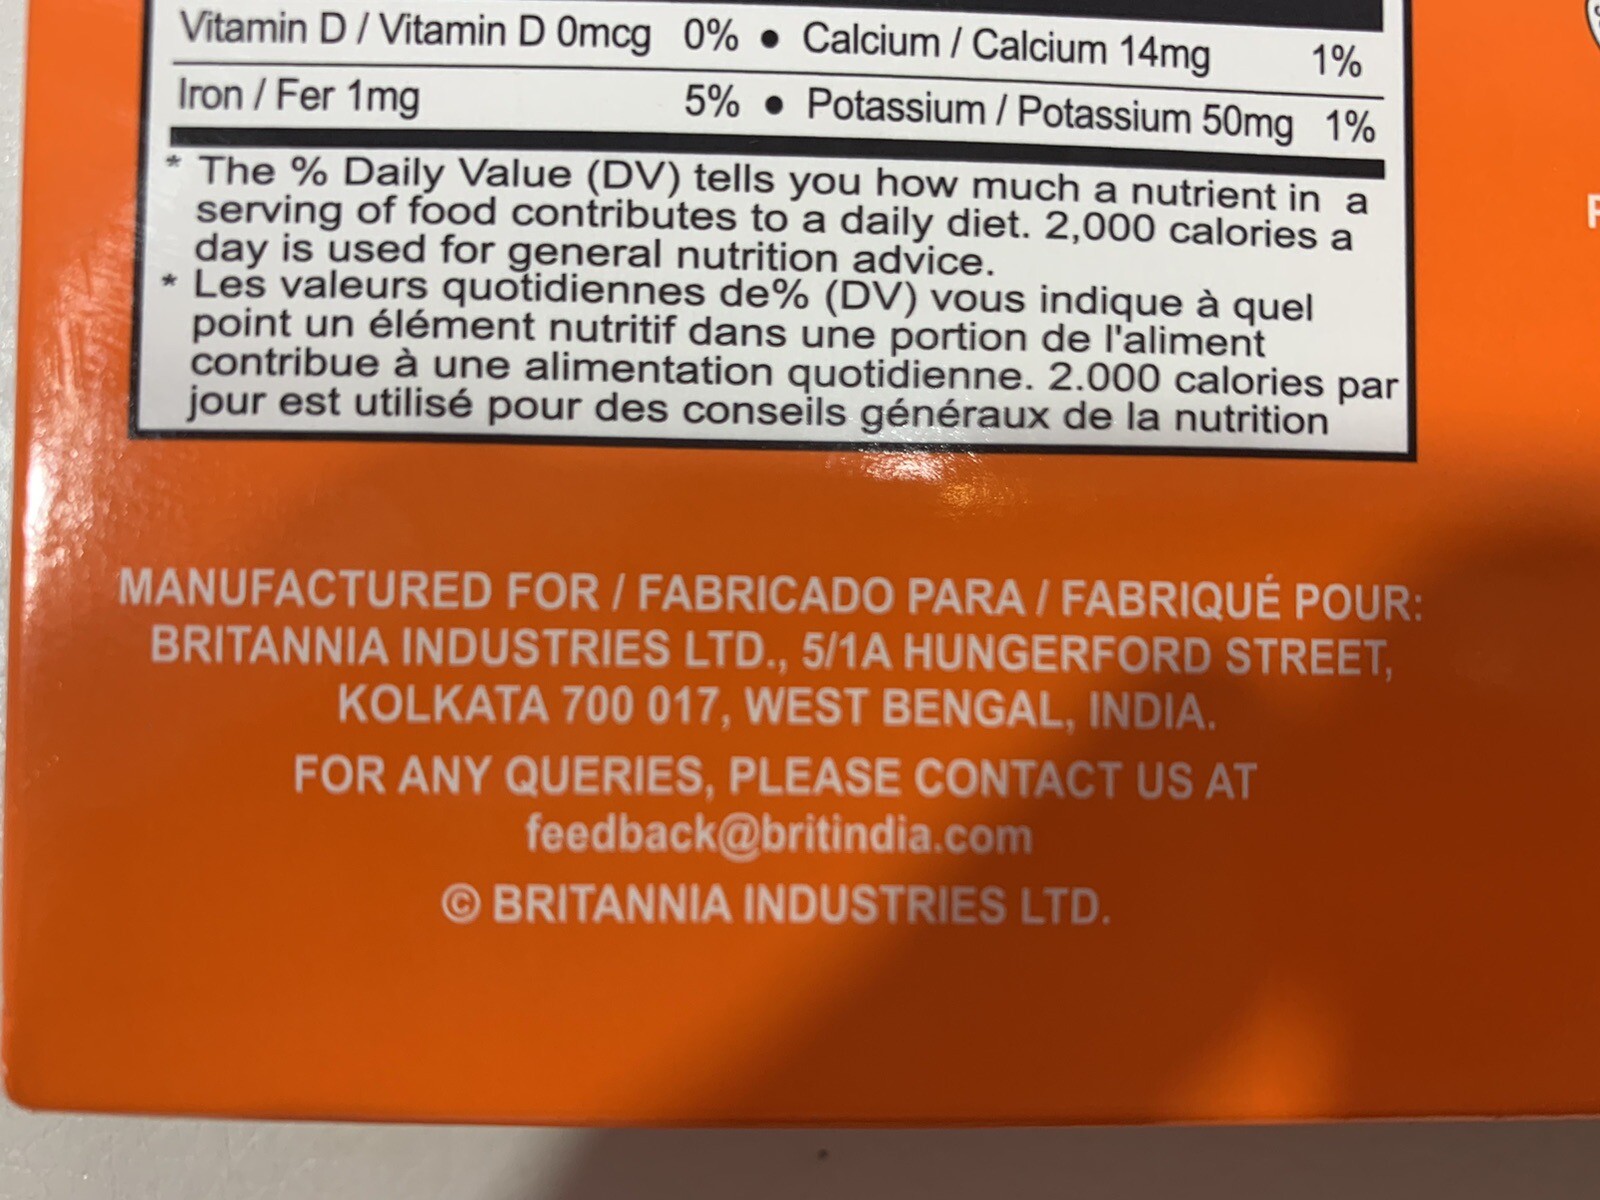 Vitamin D / Vitamin D 0mcg 0% ● Calcium / Calcium 14mg 1%
Iron / Fer 1mg 5% ● Potassium / Potassium 50mg 1%
* The % Daily Value (DV) tells you how much a nutrient in a
serving of food contributes to a daily diet. 2,000 calories a
day is used for general nutrition advice.
* Les valeurs quotidiennes de% (DV) vous indique à quel
point un élément nutritif dans une portion de l'aliment
contribue à une alimentation quotidienne. 2.000 calories par
jour est utilisé pour des conseils généraux de la nutrition
MANUFACTURED FOR / FABRICADO PARA / FABRIQUÉ POUR:
BRITANNIA INDUSTRIES LTD., 5/1A HUNGERFORD STREET,
KOLKATA 700 017, WEST BENGAL, INDIA.
FOR ANY QUERIES, PLEASE CONTACT US AT
feedback@britindia.com
© BRITANNIA INDUSTRIES LTD.